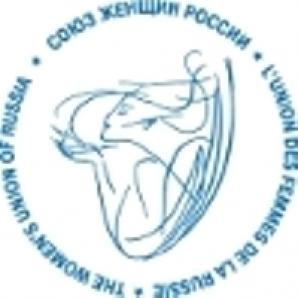 СОЮЗ ЖЕНЩИН РОССИИ
L'UNION DES FEMMES DE LA RUSSIE
THE WOMEN'S UNION OF RUSSIA